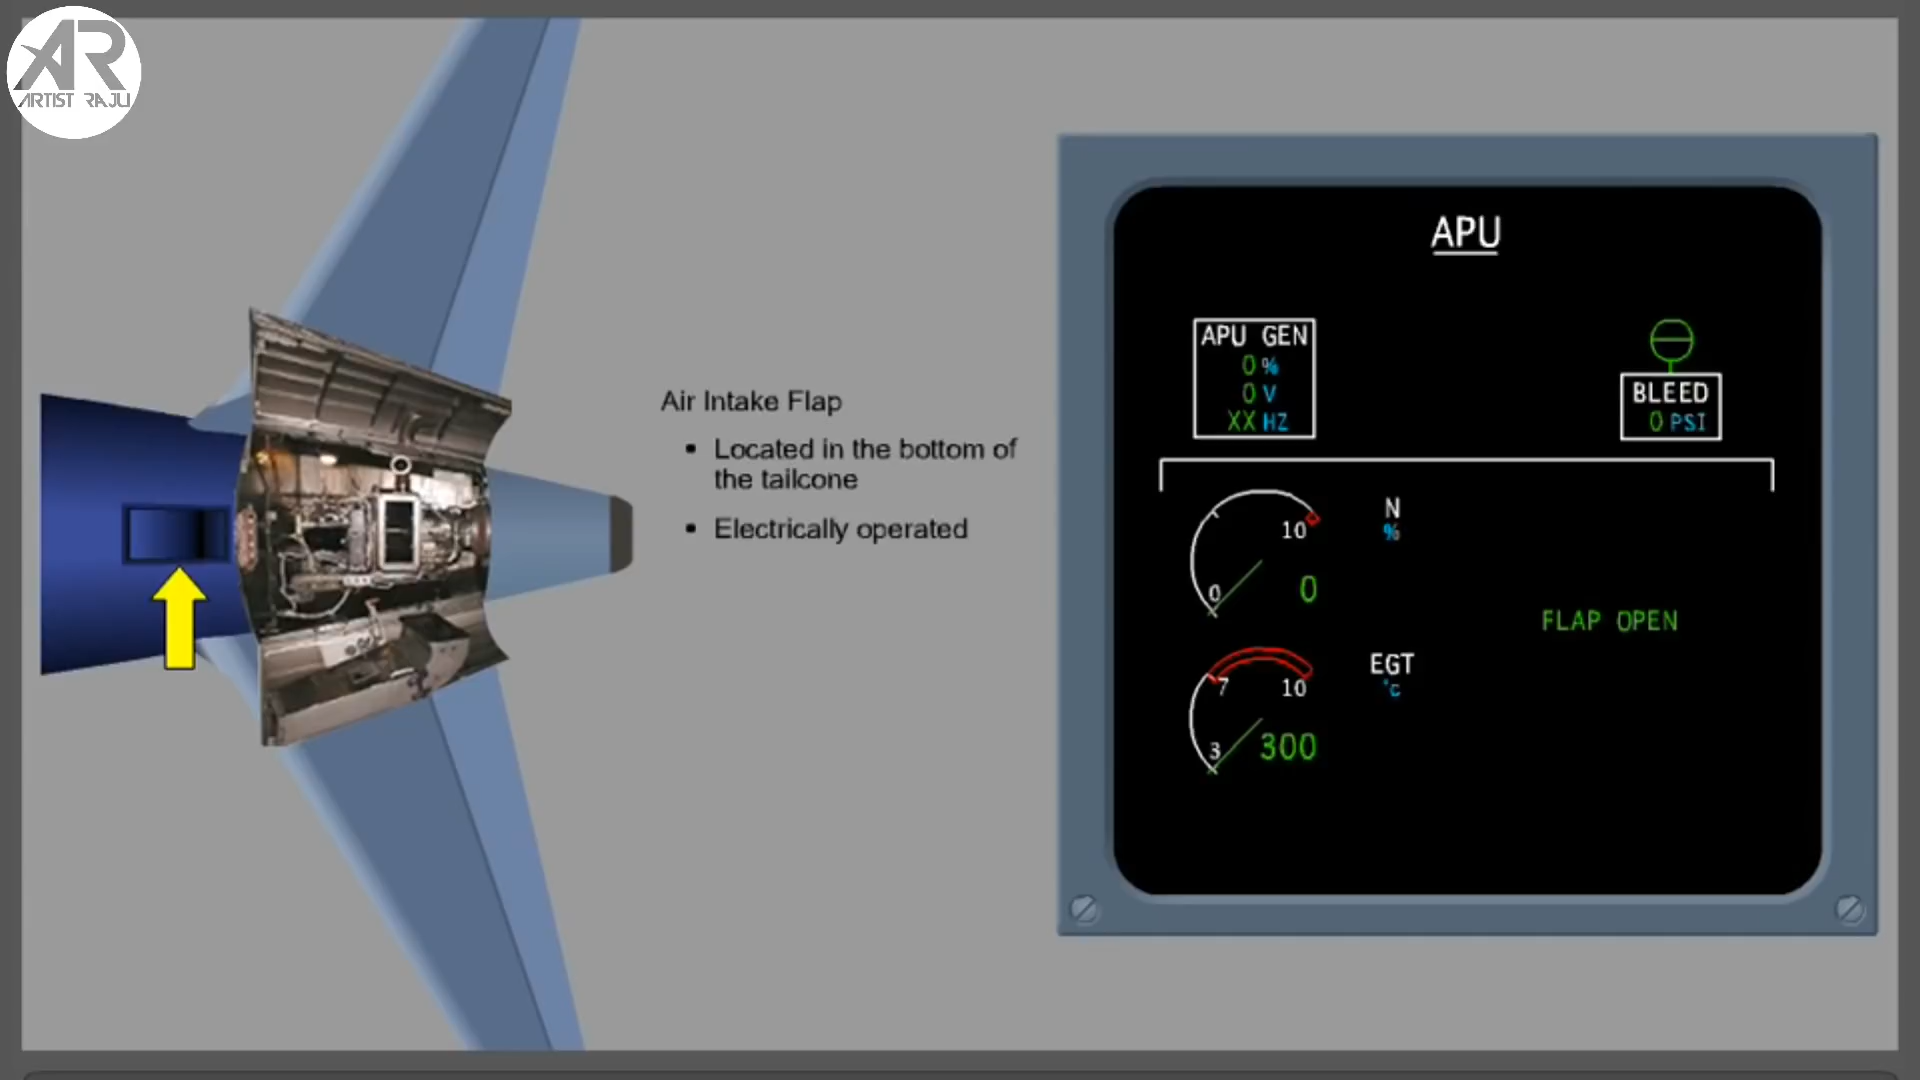 AR
ARTIST RAJU
Air Intake Flap
▪ Located in the bottom of
the tailcone
▪ Electrically operated
APU
APU GEN
0 %
0 V
XX HZ
BLEED
0 PSI
10
0
0
N
%
FLAP OPEN
7
10
3
300
EGT
°C